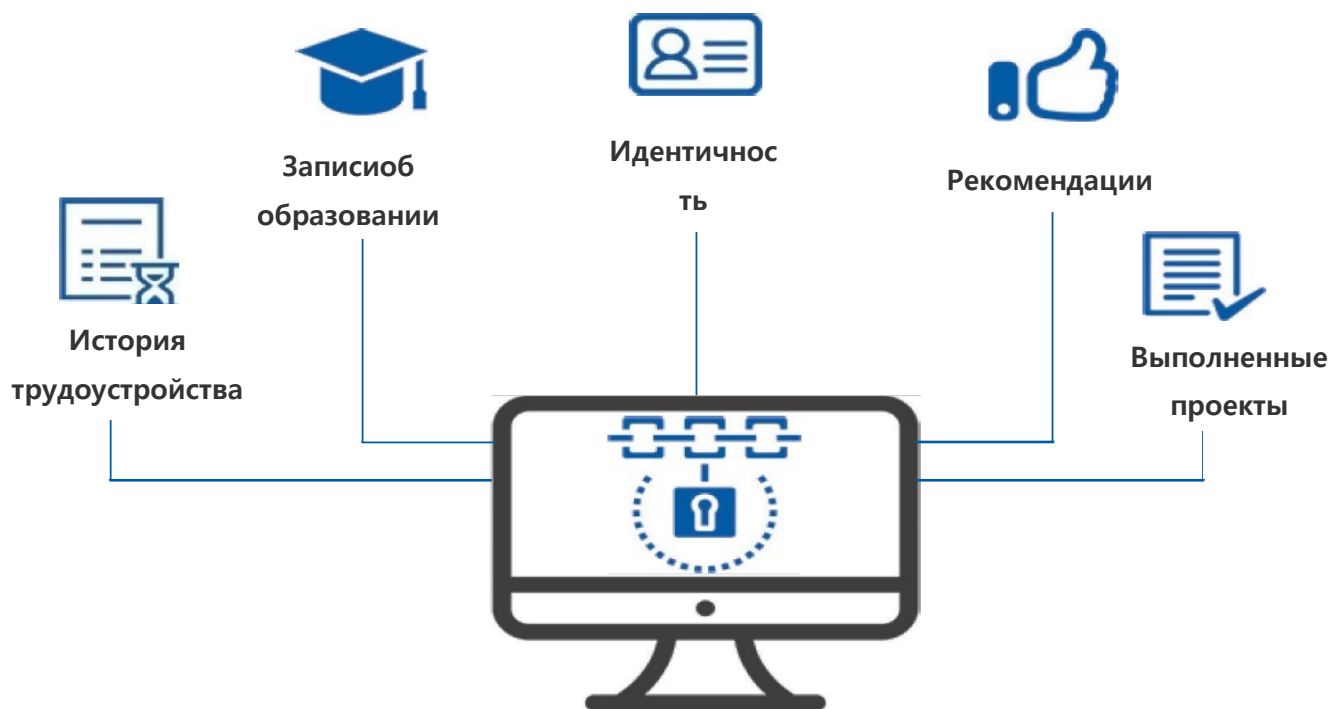 Записиоб
образовании
Идентичнос
ть
Рекомендации
История
трудоустройства
Выполненные
проекты